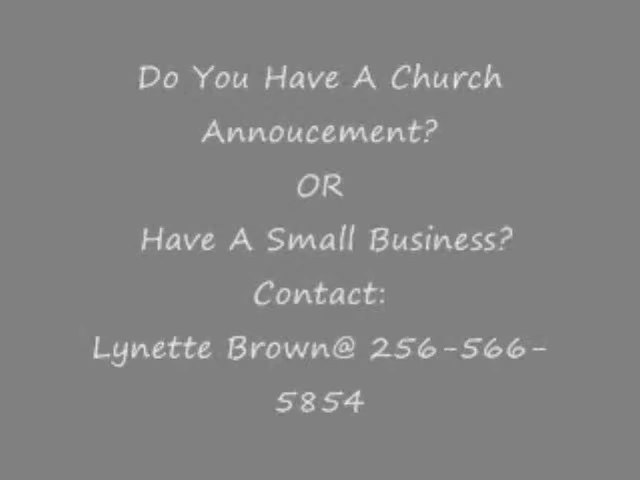 Do You Have A Church
Annoucement?
OR
Have A Small Business?
Contact:
Lynette Brown@ 256-566-
5854